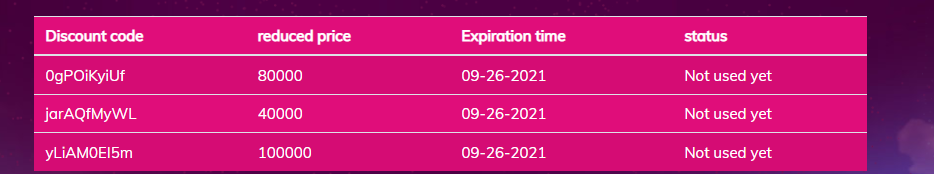 Discount code reduced price Expiration time status
0gPOiKyiUf 80000 09-26-2021 Not used yet
jarAQfMyWL 40000 09-26-2021 Not used yet
yLiAM0EI5m 100000 09-26-2021 Not used yet